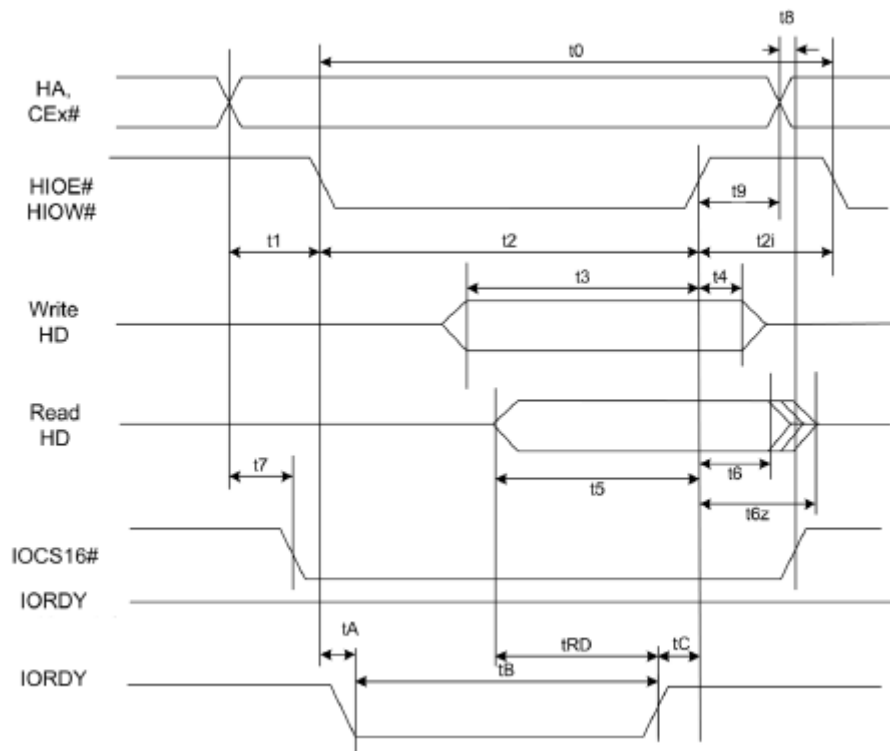 t8
t0
HA,
CEx#
HIOE#
HIOW#
t9
t1
t2
t2i
t3
t4
Write
HD
Read
HD
t7
t5
t6
t6z
IOCS16#
IORDY
tA
tRD
tC
tB
IORDY